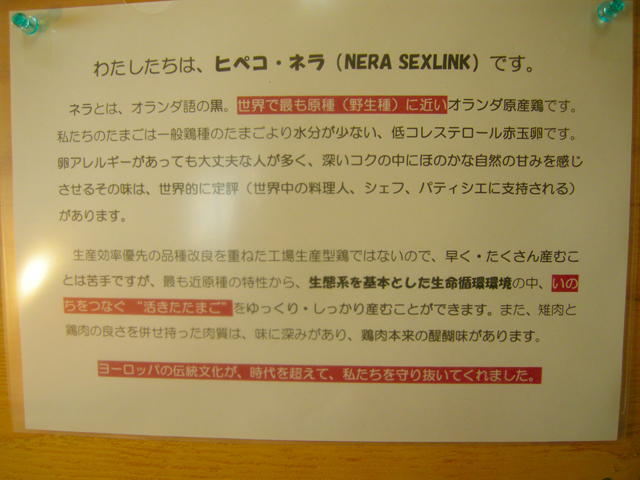 わたしたちは、ヒペコ・ネラ（NERA SEXLINK）です。
ネラとは、オランダ語の黒。世界で最も原種（野生種）に近いオランダ原産鶏です。
私たちのたまごは一般鶏種のたまごより水分が少ない、低コレステロール赤玉卵です。
卵アレルギーがあっても大丈夫な人が多く、深いコクの中にほのかな自然の甘みを感じ
させるその味は、世界的に定評（世界中の料理人、シェフ、パティシエに支持される）
があります。
生産効率優先の品種改良を重ねた工場生産型鶏ではないので、早く・たくさん産むこ
とは苦手ですが、最も近原種の特性から、生態系を基本とした生命循環環境の中、いの
ちをつなぐ “活きたたまご” をゆっくり・しっかり産むことができます。また、雉肉と
鶏肉の良さを併せ持った肉質は、味に深みがあり、鶏肉本来の醍醐味があります。
ヨーロッパの伝統文化が、時代を超えて、私たちを守り抜いてくれました。